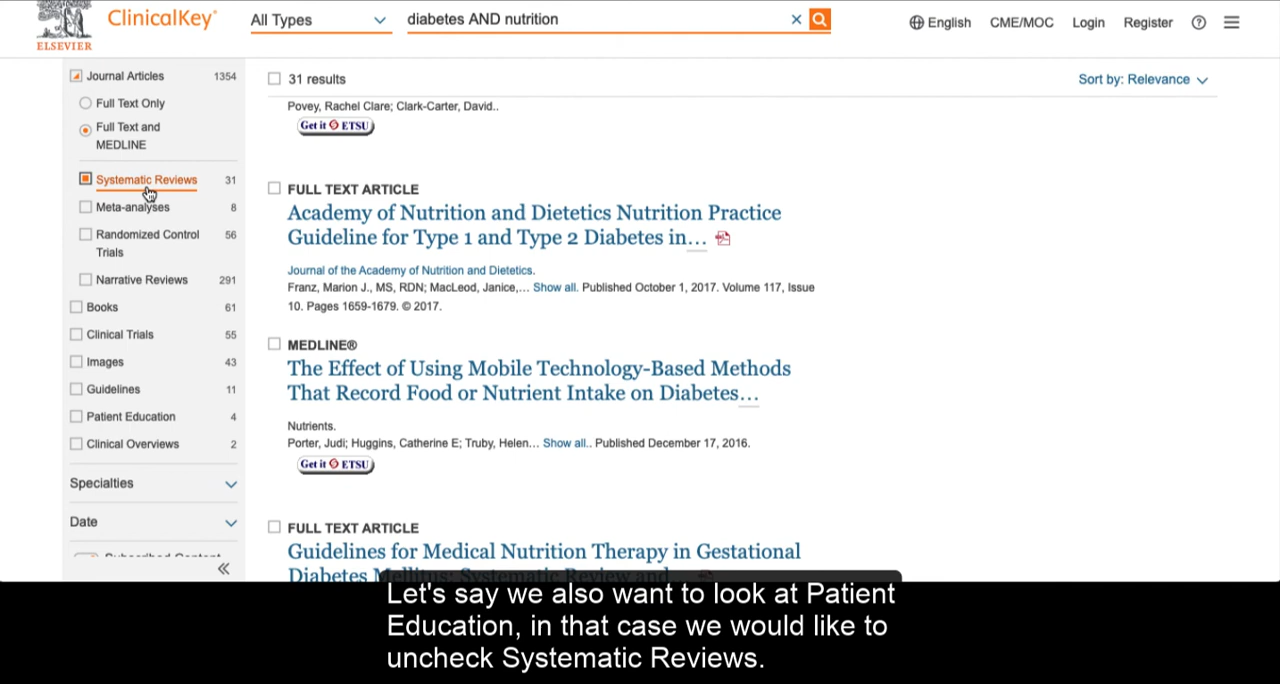 ELSEVIER
ClinicalKey®
All Types
diabetes AND nutrition
English
CME/MOC
Login
Register
Journal Articles 1354
Full Text Only
Full Text and
MEDLINE
Systematic Reviews 31
Meta-analyses 8
Randomized Control 56
Trials
Narrative Reviews 291
Books 61
Clinical Trials 55
Images 43
Guidelines 11
Patient Education 4
Clinical Overviews 2
Specialties
Date
31 results
Sort by: Relevance
Povey, Rachel Clare; Clark-Carter, David..
Get it @ ETSU
FULL TEXT ARTICLE
Academy of Nutrition and Dietetics Nutrition Practice
Guideline for Type 1 and Type 2 Diabetes in...
Journal of the Academy of Nutrition and Dietetics.
Franz, Marion J., MS, RDN; MacLeod, Janice,... Show all. Published October 1, 2017. Volume 117, Issue
10. Pages 1659-1679. © 2017.
MEDLINE®
The Effect of Using Mobile Technology-Based Methods
That Record Food or Nutrient Intake on Diabetes...
Nutrients.
Porter, Judi; Huggins, Catherine E; Truby, Helen... Show all.. Published December 17, 2016.
Get it @ ETSU
FULL TEXT ARTICLE
Guidelines for Medical Nutrition Therapy in Gestational
Diabetes Mellitus: Systematic Review and...
Let's say we also want to look at Patient
Education, in that case we would like to
uncheck Systematic Reviews.